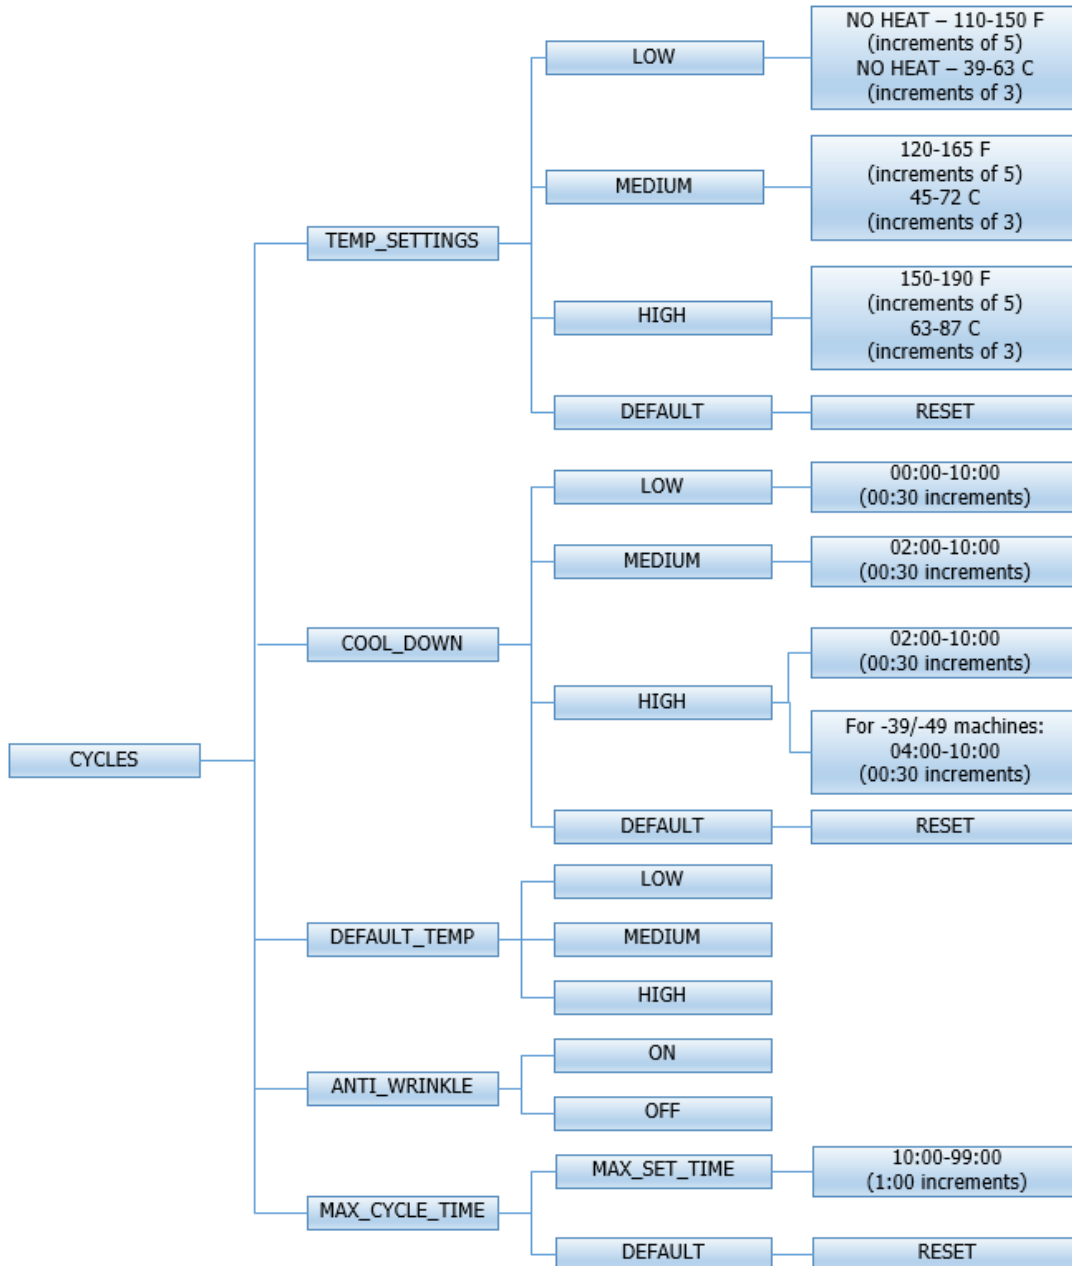 NO HEAT – 110-150 F
(increments of 5)
NO HEAT – 39-63 C
(increments of 3)
LOW
120-165 F
(increments of 5)
45-72 C
(increments of 3)
MEDIUM
TEMP_SETTINGS
150-190 F
(increments of 5)
63-87 C
(increments of 3)
HIGH
DEFAULT
RESET
LOW
00:00-10:00
(00:30 increments)
MEDIUM
02:00-10:00
(00:30 increments)
COOL_DOWN
02:00-10:00
(00:30 increments)
HIGH
For -39/-49 machines:
04:00-10:00
(00:30 increments)
CYCLES
DEFAULT
RESET
LOW
DEFAULT_TEMP
MEDIUM
HIGH
ON
ANTI_WRINKLE
OFF
MAX_SET_TIME
10:00-99:00
(1:00 increments)
MAX_CYCLE_TIME
DEFAULT
RESET